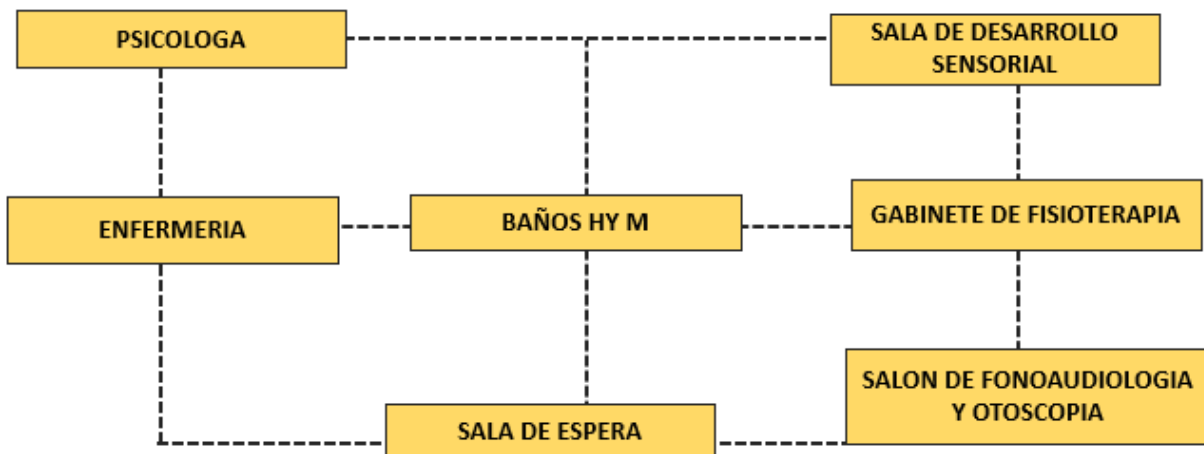 PSICOLOGA
SALA DE DESARROLLO
SENSORIAL
ENFERMERIA
BAÑOS HY M
GABINETE DE FISIOTERAPIA
SALON DE FONOAUDIOLOGIA
Y OTOSCOPIA
SALA DE ESPERA